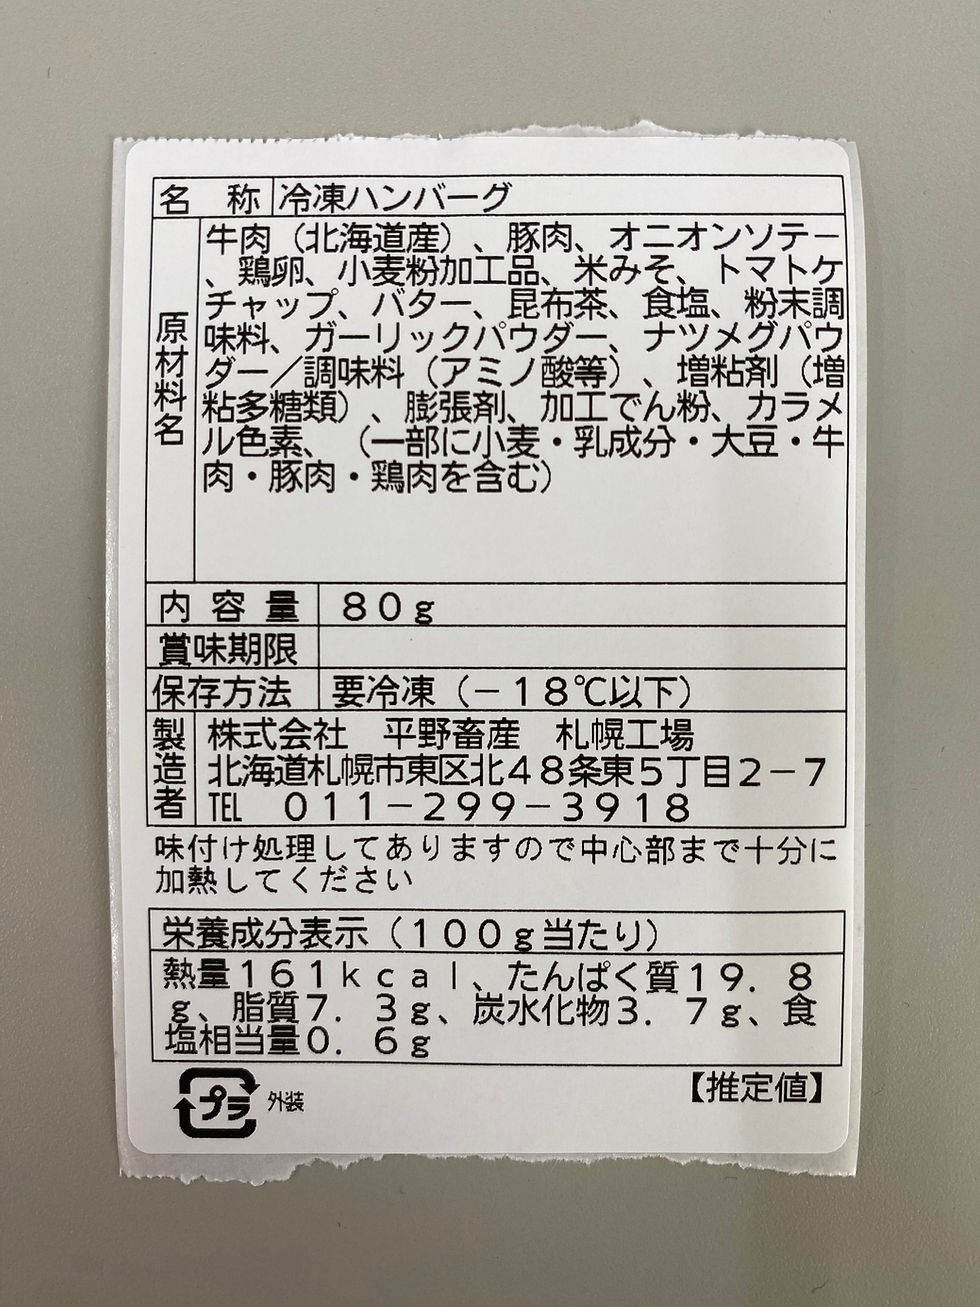 名　称 冷凍ハンバーグ
原材料名
牛肉（北海道産）、豚肉、オニオンソテー
、鶏卵、小麦粉加工品、米みそ、トマトケ
チャップ、バター、昆布茶、食塩、粉末調
味料、ガーリックパウダー、ナツメグパウ
ダー／調味料（アミノ酸等）、増粘剤（増
粘多糖類）、膨張剤、加工でん粉、カラメ
ル色素、（一部に小麦・乳成分・大豆・牛
肉・豚肉・鶏肉を含む）
内容量 ８０ｇ
賞味期限
保存方法 要冷凍（－１８℃以下）
製造者
株式会社　平野畜産　札幌工場
北海道札幌市東区北４８条東５丁目２－７
℡　０１１－２９９－３９１８
味付け処理してありますので中心部まで十分に
加熱してください
栄養成分表示（１００ｇ当たり）
熱量１６１ｋｃａｌ、たんぱく質１９．８
ｇ、脂質７．３ｇ、炭水化物３．７ｇ、食
塩相当量０．６ｇ
プラ 外装
【推定値】